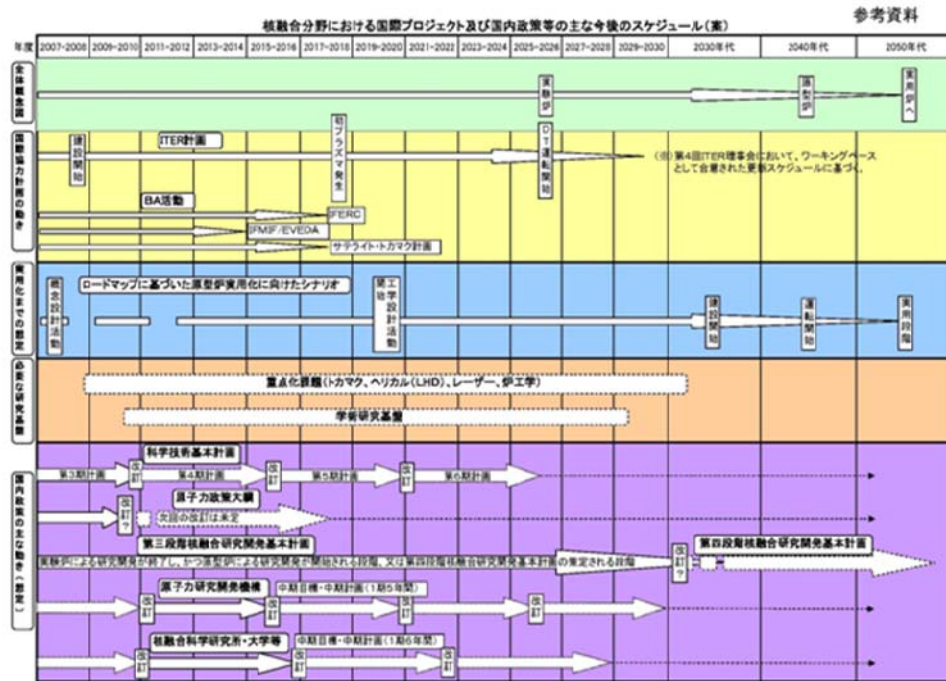 参考資料
核融合分野における国際プロジェクト及び国内政策等の主な今後のスケジュール(案)
年度 2007-2008 2009-2010 2011-2012 2013-2014 2015-2016 2017-2018 2019-2020 2021-2022 2023-2024 2025-2026 2027-2028 2029-2030 2030年代 2040年代 2050年代
全体概念図
実験炉
原型炉
実用炉へ
国際協力計画の動き
建設開始
ITER計画
初プラズマ発生
DT運転開始
(※)第4回ITER理事会において、ワーキングベース
として合意された更新スケジュールに基づく。
BA活動
IFERC
IFMIF/EVEDA
サテライト・トカマク計画
実用化までの想定
概念設計活動
ロードマップに基づいた原型炉実用化に向けたシナリオ
工学設計活動
開始
建設開始
運転開始
実用段階
必要な研究基盤
重点化課題(トカマク、ヘリカル(LHD)、レーザー、炉工学)
学術研究基盤
国内政策の主な動き(想定)
科学技術基本計画
第3期計画
改訂
第4期計画
改訂
第5期計画
改訂
第6期計画
原子力政策大綱
改訂?
次回の改訂は未定
第三段階核融合研究開発基本計画
第四段階核融合研究開発基本計画
実験炉による研究開発が終了し、かつ原型炉による研究開発が開始される段階、又は第四段階核融合研究開発基本計画の策定される段階
改訂?
原子力研究開発機構
中期目標・中期計画(1期5年間)
改訂
改訂
改訂
改訂
核融合科学研究所・大学等
中期目標・中期計画(1期6年間)
改訂
改訂
改訂